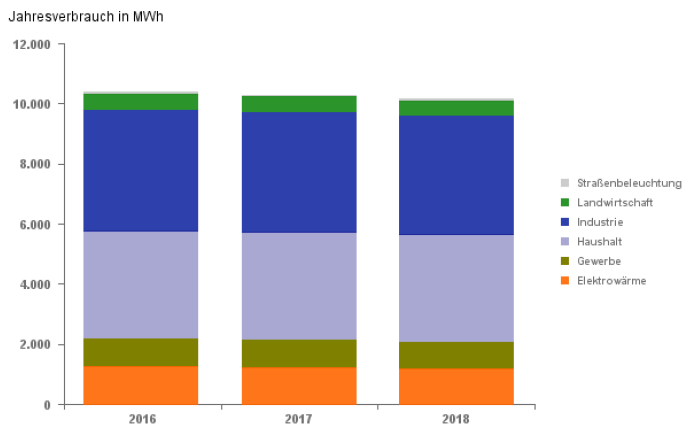 Jahresverbrauch in MWh
12.000
10.000
8.000
6.000
4.000
2.000
0
2016 2017 2018
Straßenbeleuchtung
Landwirtschaft
Industrie
Haushalt
Gewerbe
Elektrowärme